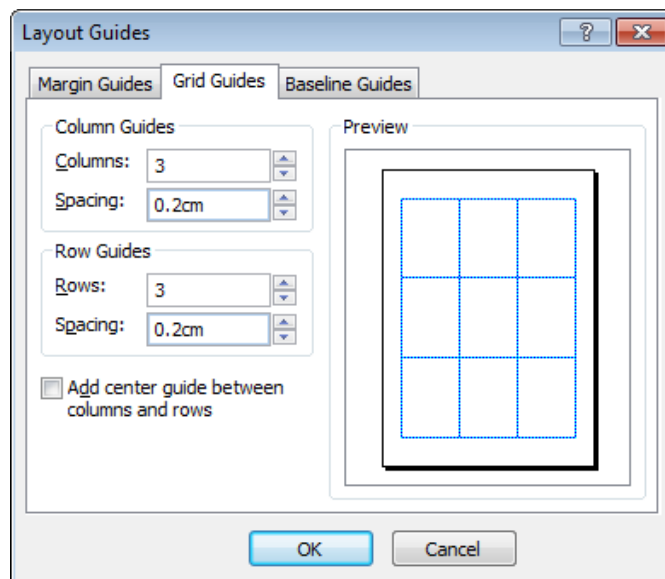 Layout Guides
Margin Guides Grid Guides Baseline Guides
Column Guides
Columns: 3
Spacing: 0.2cm
Row Guides
Rows: 3
Spacing: 0.2cm
Add center guide between
columns and rows
Preview
OK Cancel